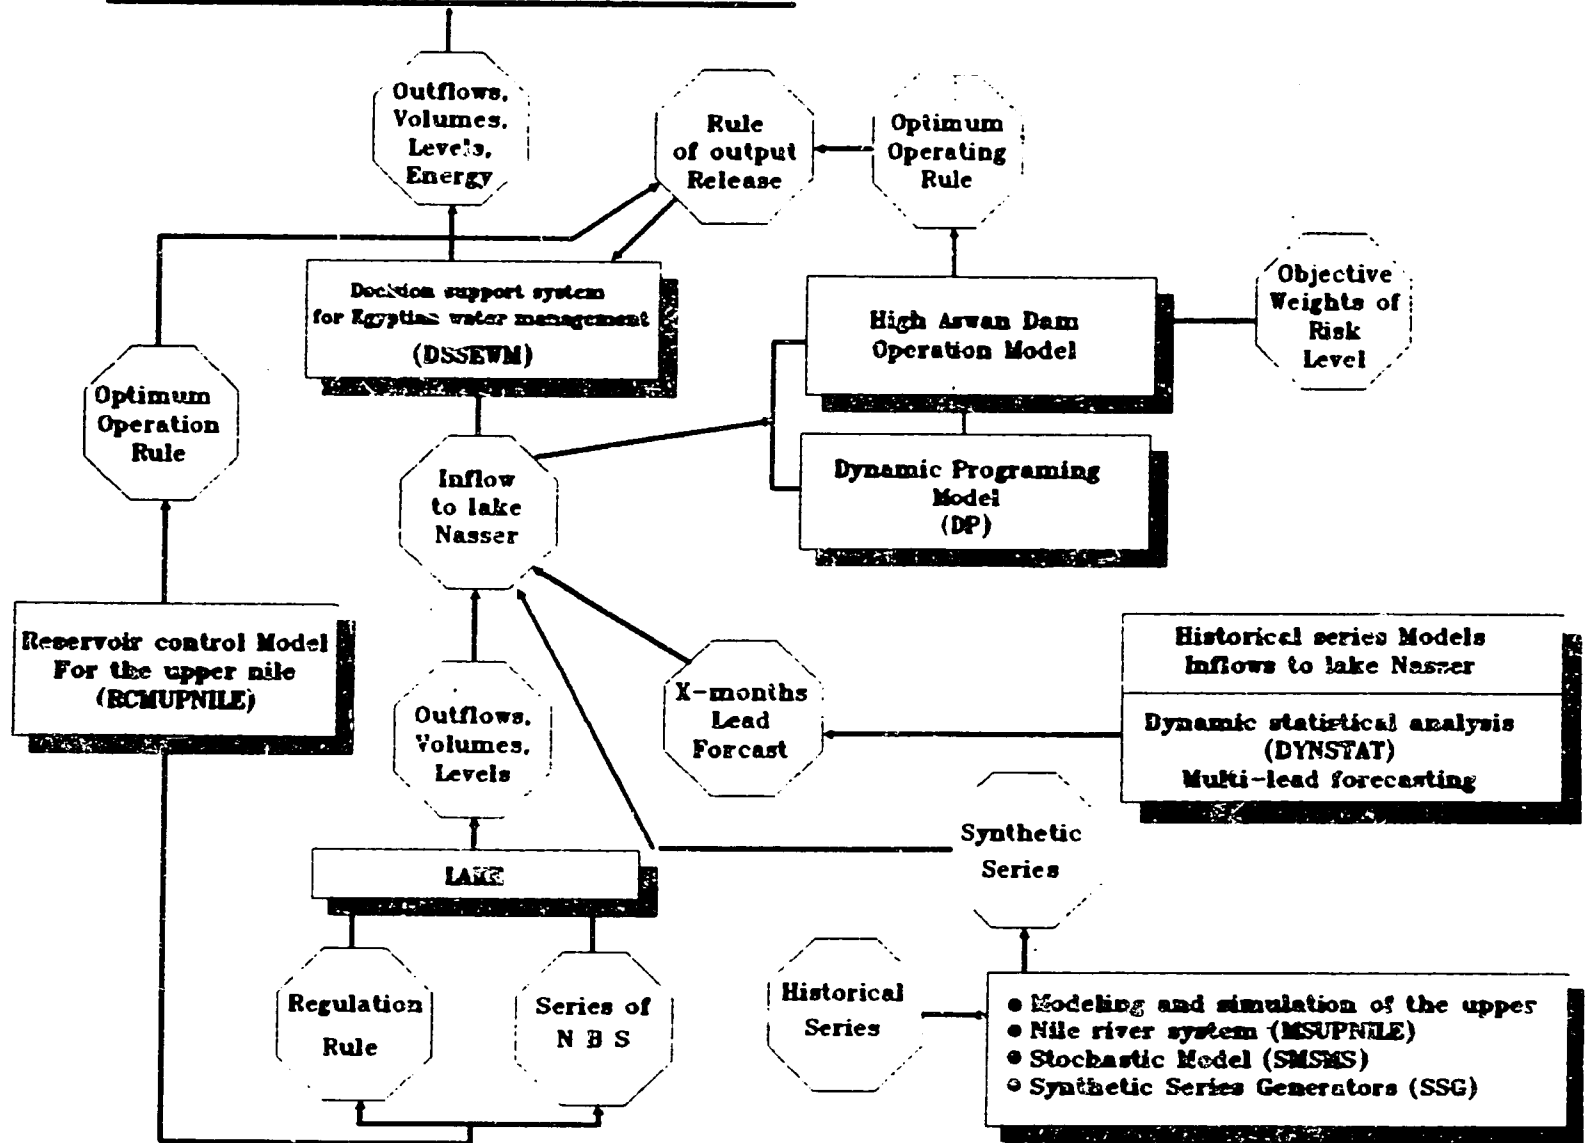 Outflows,
Volumes,
Levels,
Energy
Rule
of output
Release
Optimum
Operating
Rule
Objective
Weights of
Risk
Level
Decision support system
for Egyptian water management
(DSSEWM)
High Aswan Dam
Operation Model
Optimum
Operation
Rule
Inflow
to lake
Nasser
Dynamic Programing
Model
(DP)
Reservoir control Model
For the upper nile
(RCMUPNILE)
Historical series Models
Inflows to lake Nasser
Dynamic statistical analysis
(DYNSTAT)
Multi-lead forecasting
X-months
Lead
Forcast
Outflows,
Volumes,
Levels
Synthetic
Series
LAKE
Regulation
Rule
Series of
N B S
Historical
Series
● Modeling and simulation of the upper
● Nile river system (MSUPNILE)
● Stochastic Model (SMSMS)
● Synthetic Series Generators (SSG)